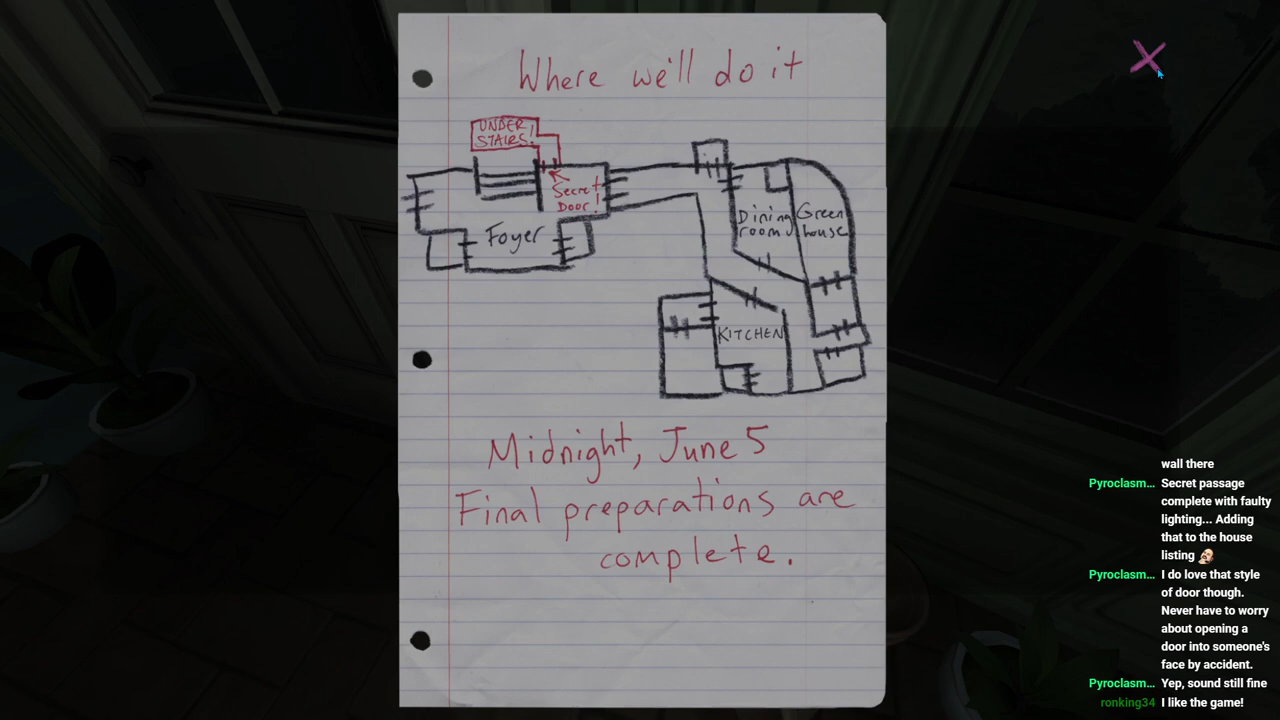 Where we'll do it
UNDER
STAIRS!
Secret
Door!
Foyer
Dining
room
Green
house
KITCHEN
Midnight, June 5
Final preparations are
complete.
wall there
Pyroclasm... Secret passage
complete with faulty
lighting... Adding
that to the house
listing
Pyroclasm... I do love that style
of door though.
Never have to worry
about opening a
door into someone's
face by accident.
Pyroclasm... Yep, sound still fine
ronking34 I like the game!